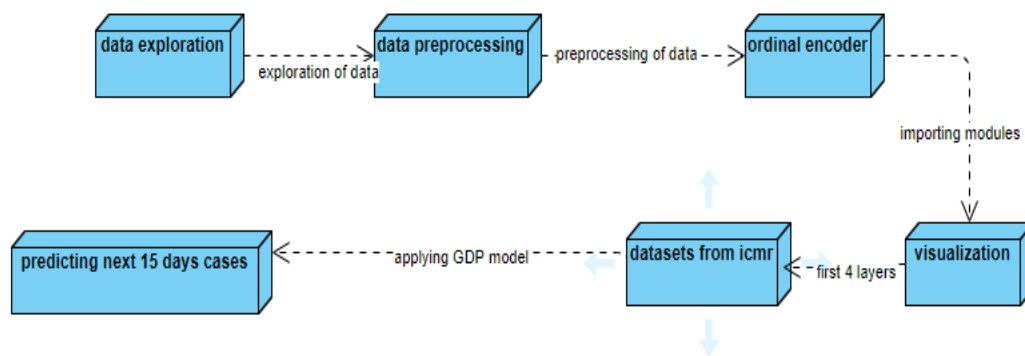 data exploration
exploration of data
data preprocessing
preprocessing of data
ordinal encoder
importing modules
visualization
first 4 layers
datasets from icmr
applying GDP model
predicting next 15 days cases